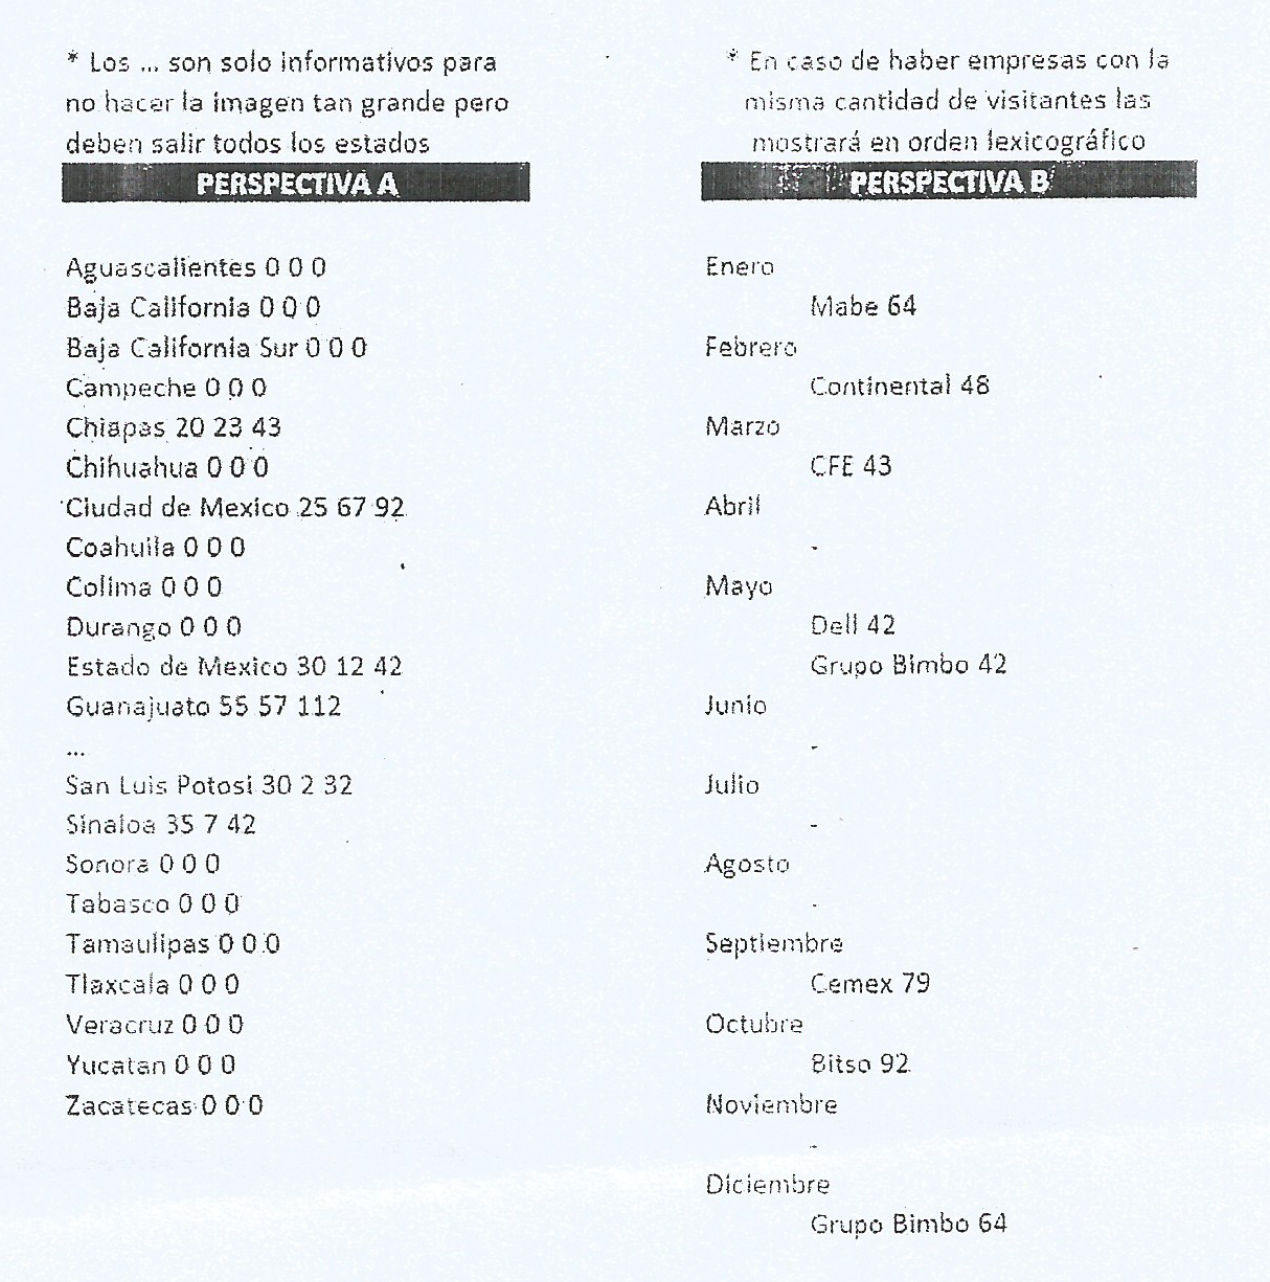 * Los ... son solo informativos para
no hacer la imagen tan grande pero
deben salir todos los estados
PERSPECTIVA A
Aguascalientes 0 0 0
Baja California 0 0 0
Baja California Sur 0 0 0
Campeche 0 0 0
Chiapas 20 23 43
Chihuahua 0 0 0
Ciudad de Mexico 25 67 92
Coahuila 0 0 0
Colima 0 0 0
Durango 0 0 0
Estado de Mexico 30 12 42
Guanajuato 55 57 112
...
San Luis Potosi 30 2 32
Sinaloa 35 7 42
Sonora 0 0 0
Tabasco 0 0 0
Tamaulipas 0 0 0
Tlaxcala 0 0 0
Veracruz 0 0 0
Yucatan 0 0 0
Zacatecas 0 0 0
* En caso de haber empresas con la
misma cantidad de visitantes las
mostrará en orden lexicográfico
PERSPECTIVA B
Enero
Mabe 64
Febrero
Continental 48
Marzo
CFE 43
Abril
-
Mayo
Dell 42
Grupo Bimbo 42
Junio
-
Julio
-
Agosto
-
Septiembre
Cemex 79
Octubre
Bitso 92
Noviembre
-
Diciembre
Grupo Bimbo 64